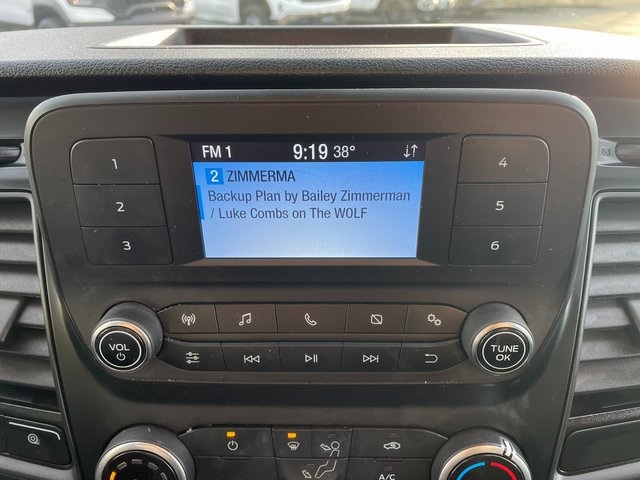 FM 1 9:19 38°
2 ZIMMERMA
Backup Plan by Bailey Zimmerman
/ Luke Combs on The W0LF
1
2
3
4
5
6
VOL
TUNE
OK
A/C